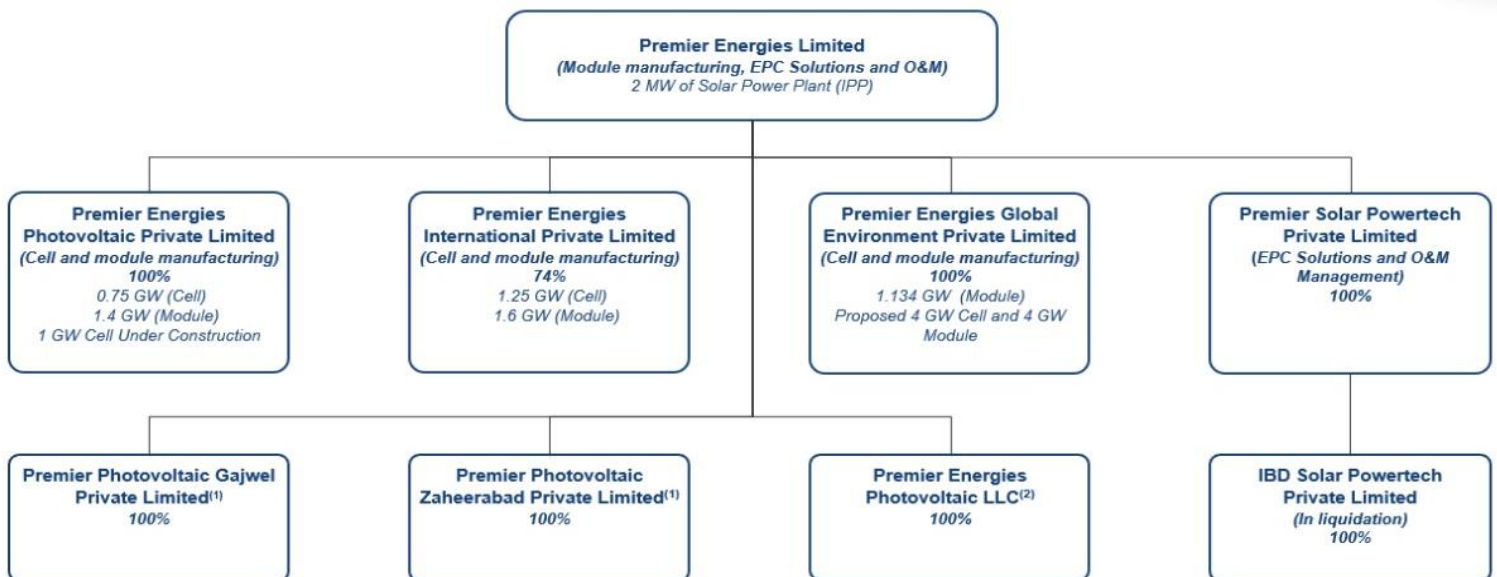 Premier Energies Limited
(Module manufacturing, EPC Solutions and O&M)
2 MW of Solar Power Plant (IPP)
Premier Energies
Photovoltaic Private Limited
(Cell and module manufacturing)
100%
0.75 GW (Cell)
1.4 GW (Module)
1 GW Cell Under Construction
Premier Energies
International Private Limited
(Cell and module manufacturing)
74%
1.25 GW (Cell)
1.6 GW (Module)
Premier Energies Global
Environment Private Limited
(Cell and module manufacturing)
100%
1.134 GW (Module)
Proposed 4 GW Cell and 4 GW
Module
Premier Solar Powertech
Private Limited
(EPC Solutions and O&M
Management)
100%
Premier Photovoltaic Gajwel
Private Limited(1)
100%
Premier Photovoltaic
Zaheerabad Private Limited(1)
100%
Premier Energies
Photovoltaic LLC(2)
100%
IBD Solar Powertech
Private Limited
(In liquidation)
100%